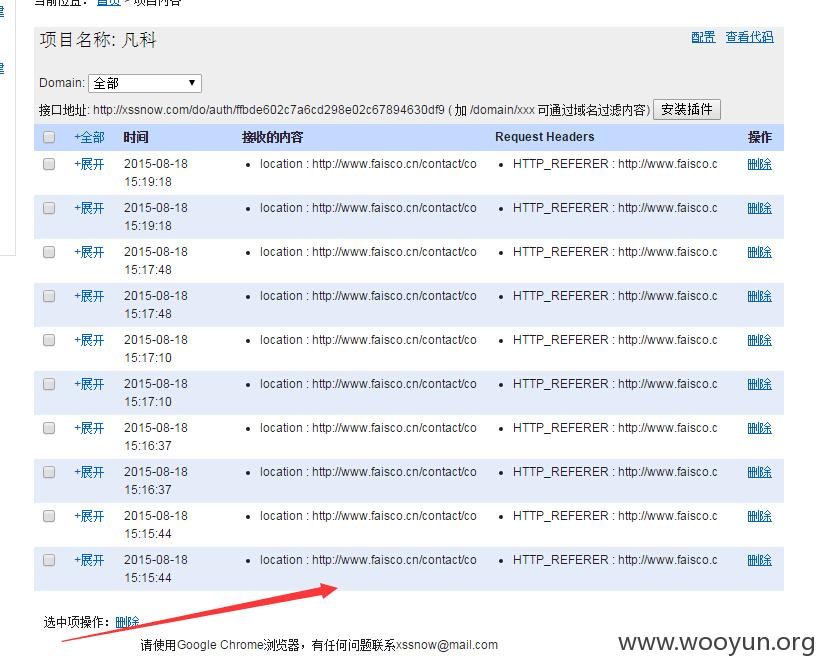 当前位置: 首页 > 项目内容
建
建
项目名称: 凡科
配置 查看代码
Domain: 全部
接口地址: http://xssnow.com/do/auth/ffbde602c7a6cd298e02c67894630df9 ( 加 /domain/xxx 可通过域名过滤内容) 安装插件
+全部 时间 接收的内容 Request Headers 操作
+展开 2015-08-18 • location : http://www.faisco.cn/contact/co • HTTP_REFERER : http://www.faisco.c 删除
15:19:18
+展开 2015-08-18 • location : http://www.faisco.cn/contact/co • HTTP_REFERER : http://www.faisco.c 删除
15:19:18
+展开 2015-08-18 • location : http://www.faisco.cn/contact/co • HTTP_REFERER : http://www.faisco.c 删除
15:17:48
+展开 2015-08-18 • location : http://www.faisco.cn/contact/co • HTTP_REFERER : http://www.faisco.c 删除
15:17:48
+展开 2015-08-18 • location : http://www.faisco.cn/contact/co • HTTP_REFERER : http://www.faisco.c 删除
15:17:10
+展开 2015-08-18 • location : http://www.faisco.cn/contact/co • HTTP_REFERER : http://www.faisco.c 删除
15:17:10
+展开 2015-08-18 • location : http://www.faisco.cn/contact/co • HTTP_REFERER : http://www.faisco.c 删除
15:16:37
+展开 2015-08-18 • location : http://www.faisco.cn/contact/co • HTTP_REFERER : http://www.faisco.c 删除
15:16:37
+展开 2015-08-18 • location : http://www.faisco.cn/contact/co • HTTP_REFERER : http://www.faisco.c 删除
15:15:44
+展开 2015-08-18 • location : http://www.faisco.cn/contact/co • HTTP_REFERER : http://www.faisco.c 删除
15:15:44
选中项操作: 删除
请使用Google Chrome浏览器，有任何问题联系xssnow@mail.com
www.wooyun.org